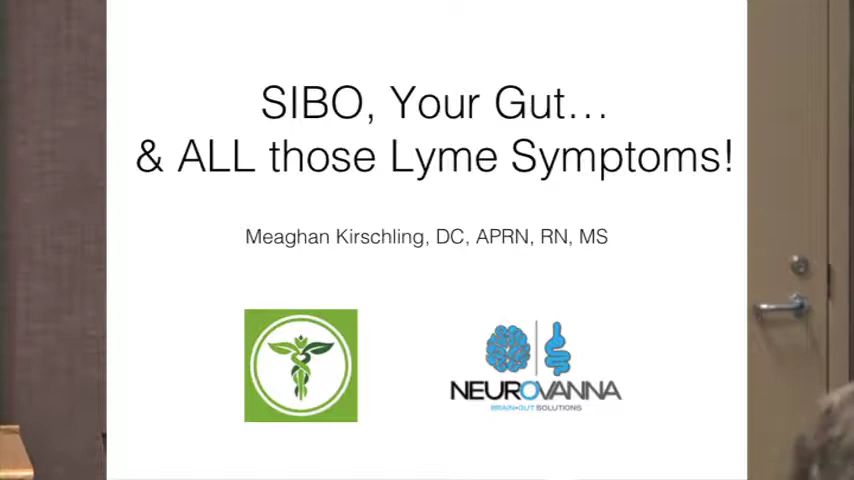 SIBO, Your Gut…
& ALL those Lyme Symptoms!
Meaghan Kirschling, DC, APRN, RN, MS
NEUROVANNA
BRAIN•GUT SOLUTIONS